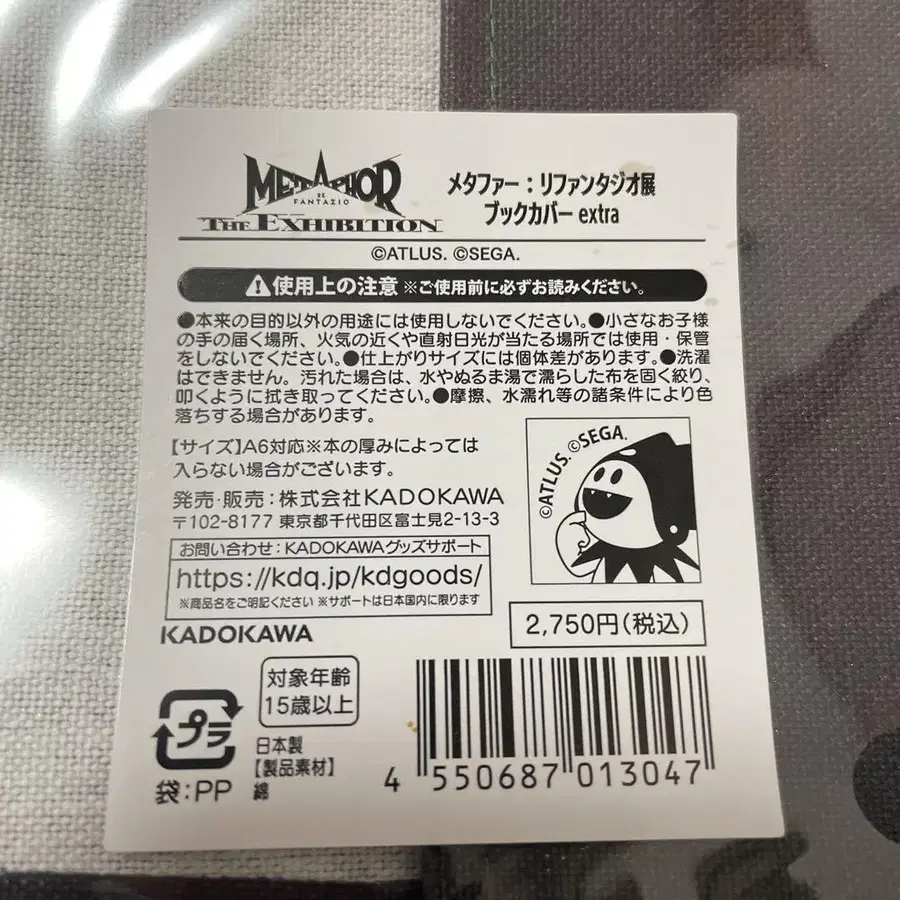 METAPHOR
RE
FANTAZIO
THE EXHIBITION
メタファー：リファンタジオ展
ブックカバー extra
©ATLUS. ©SEGA.
使用上の注意 ※ご使用前に必ずお読みください。
●本来の目的以外の用途には使用しないでください。●小さなお子様
の手の届く場所、火気の近くや直射日光が当たる場所では使用・保管
をしないでください。●仕上がりサイズには個体差があります。●洗濯
はできません。汚れた場合は、水やぬるま湯で濡らした布を固く絞り、
叩くように拭き取ってください。●摩擦、水濡れ等の諸条件により色
落ちする場合があります。
【サイズ】A6対応※本の厚みによっては
入らない場合がございます。
発売・販売：株式会社KADOKAWA
〒102-8177 東京都千代田区富士見2-13-3
お問い合わせ：KADOKAWAグッズサポート
https://kdq.jp/kdgoods/
※商品名をご明記ください ※サポートは日本国内に限ります
©ATLUS. ©SEGA.
KADOKAWA
2,750円(税込)
対象年齢
15歳以上
プラ
袋:PP
日本製
【製品素材】
綿
4 550687 013047